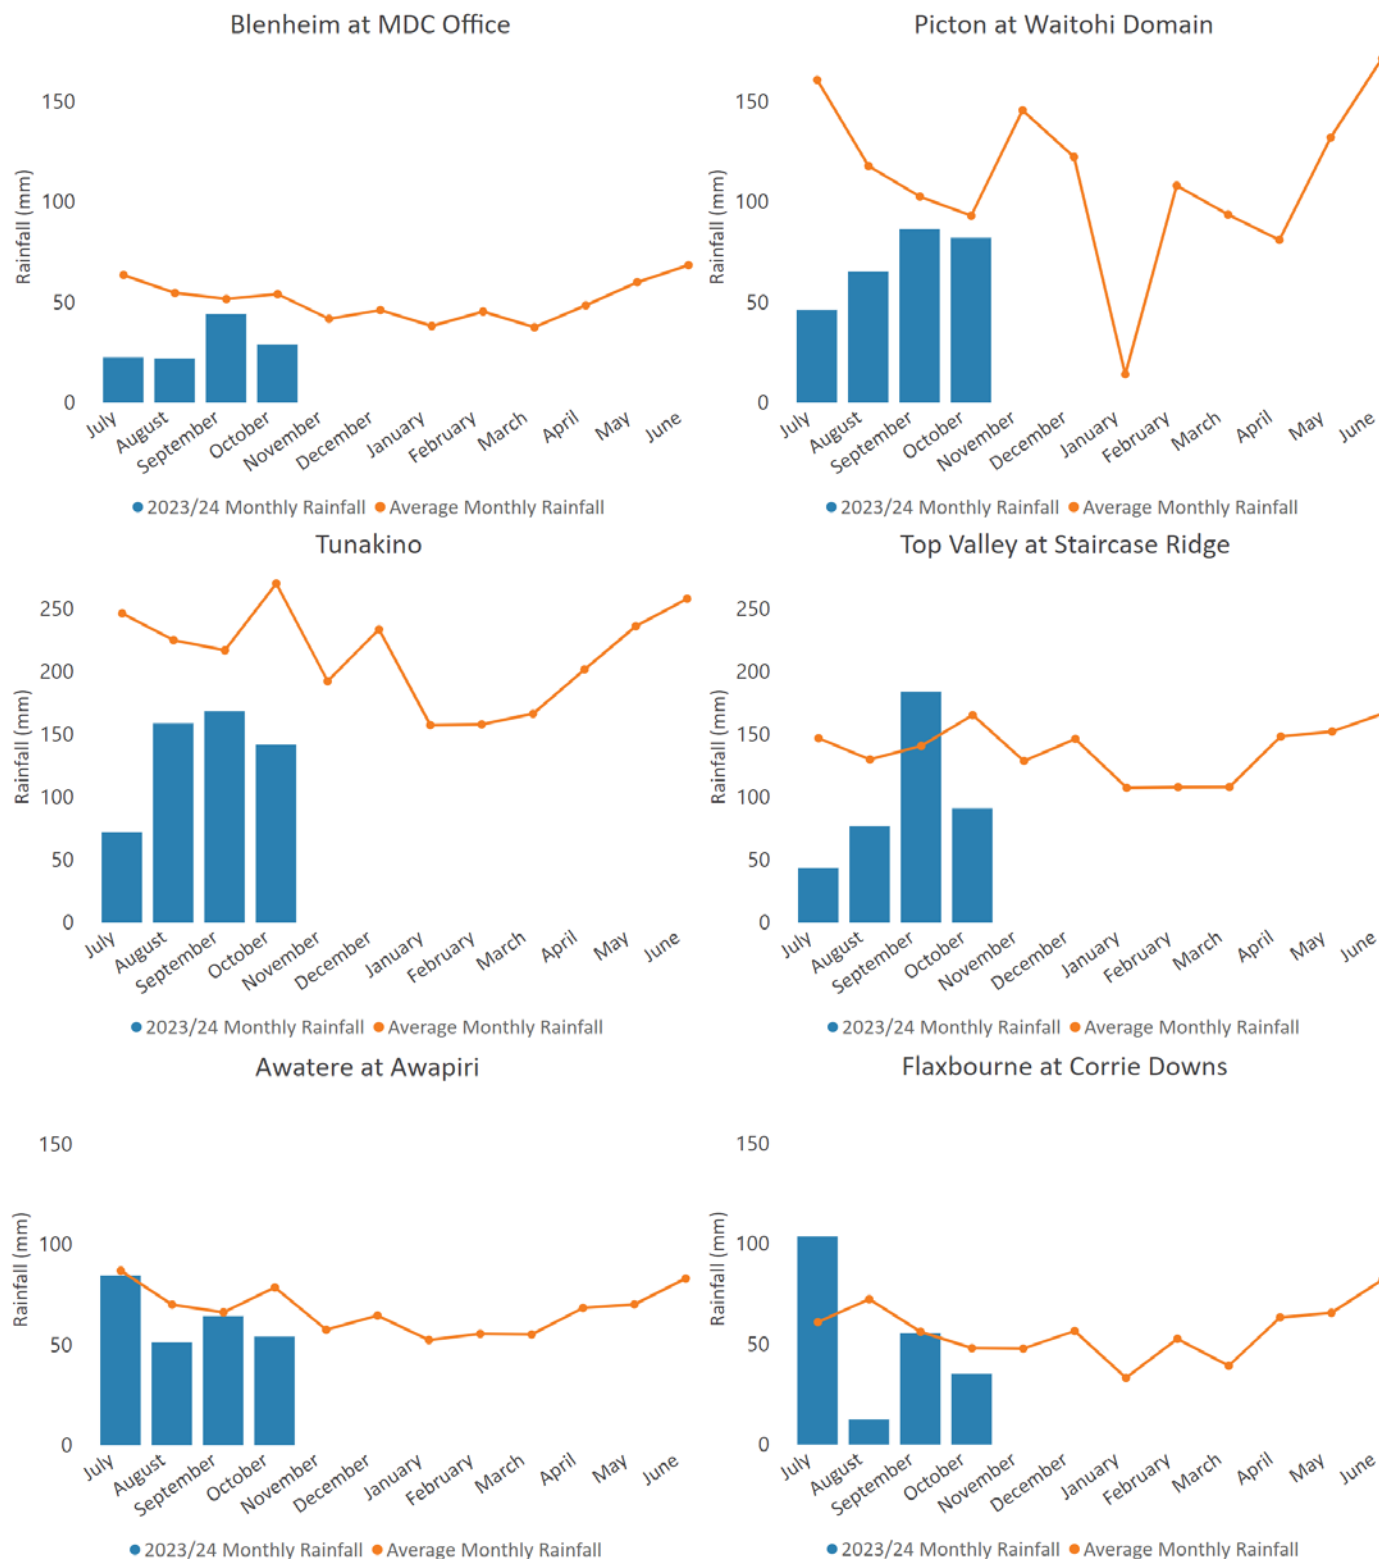 Blenheim at MDC Office
150
100
50
0
Rainfall (mm)
July
August
September
October
November
December
January
February
March
April
May
June
2023/24 Monthly Rainfall Average Monthly Rainfall
Picton at Waitohi Domain
150
100
50
0
Rainfall (mm)
July
August
September
October
November
December
January
February
March
April
May
June
2023/24 Monthly Rainfall Average Monthly Rainfall
Tunakino
250
200
150
100
50
0
Rainfall (mm)
July
August
September
October
November
December
January
February
March
April
May
June
2023/24 Monthly Rainfall Average Monthly Rainfall
Top Valley at Staircase Ridge
250
200
150
100
50
0
Rainfall (mm)
July
August
September
October
November
December
January
February
March
April
May
June
2023/24 Monthly Rainfall Average Monthly Rainfall
Awatere at Awapiri
150
100
50
0
Rainfall (mm)
July
August
September
October
November
December
January
February
March
April
May
June
2023/24 Monthly Rainfall Average Monthly Rainfall
Flaxbourne at Corrie Downs
150
100
50
0
Rainfall (mm)
July
August
September
October
November
December
January
February
March
April
May
June
2023/24 Monthly Rainfall Average Monthly Rainfall